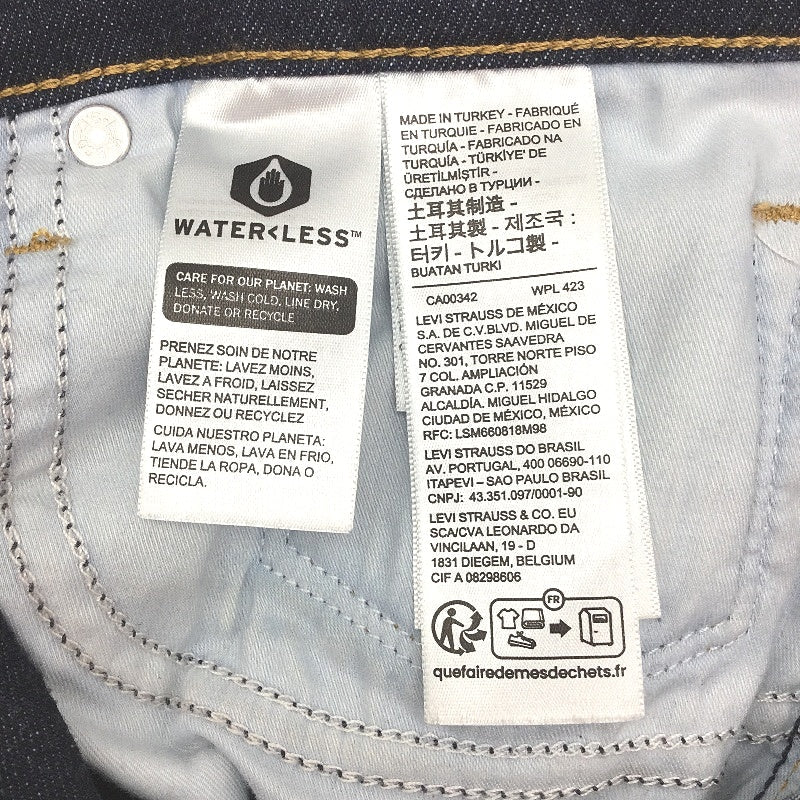 WATER<LESS™
CARE FOR OUR PLANET: WASH
LESS, WASH COLD, LINE DRY,
DONATE OR RECYCLE
PRENEZ SOIN DE NOTRE
PLANETE: LAVEZ MOINS,
LAVEZ A FROID, LAISSEZ
SECHER NATURELLEMENT,
DONNEZ OU RECYCLEZ
CUIDA NUESTRO PLANETA:
LAVA MENOS, LAVA EN FRIO,
TIENDE LA ROPA, DONA O
RECICLA.
MADE IN TURKEY - FABRIQUÉ
EN TURQUIE - FABRICADO EN
TURQUÍA - FABRICADO NA
TURQUIA - TÜRKİYE' DE
ÜRETİLMİŞTİR -
СДЕЛАНО В ТУРЦИИ -
土耳其制造 -
土耳其製 - 제조국 :
터키 - トルコ製 -
BUATAN TURKI
CA00342 WPL 423
LEVI STRAUSS DE MÉXICO
S.A. DE C.V.BLVD. MIGUEL DE
CERVANTES SAAVEDRA
NO. 301, TORRE NORTE PISO
7 COL. AMPLIACIÓN
GRANADA C.P. 11529
ALCALDÍA. MIGUEL HIDALGO
CIUDAD DE MÉXICO, MÉXICO
RFC: LSM660818M98
LEVI STRAUSS DO BRASIL
AV. PORTUGAL, 400 06690-110
ITAPEVI – SAO PAULO BRASIL
CNPJ: 43.351.097/0001-90
LEVI STRAUSS & CO. EU
SCA/CVA LEONARDO DA
VINCILAAN, 19 - D
1831 DIEGEM, BELGIUM
CIF A 08298606
FR
quefairedemesdechets.fr